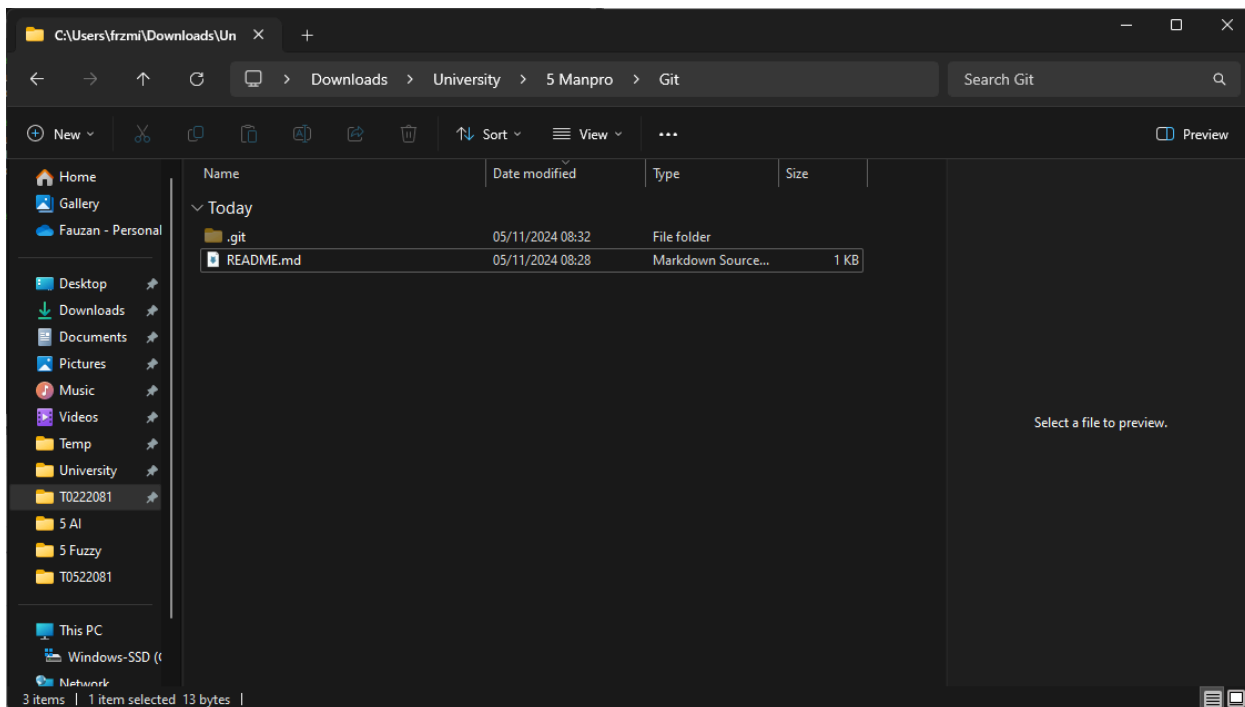 C:\Users\frzmi\Downloads\Un
Downloads > University > 5 Manpro > Git
Search Git
New
Sort
View
Preview
Home
Gallery
Fauzan - Personal
Desktop
Downloads
Documents
Pictures
Music
Videos
Temp
University
T0222081
5 AI
5 Fuzzy
T0522081
This PC
Windows-SSD (
Network
Name Date modified Type Size
Today
.git 05/11/2024 08:32 File folder
README.md 05/11/2024 08:28 Markdown Source... 1 KB
Select a file to preview.
3 items | 1 item selected 13 bytes |